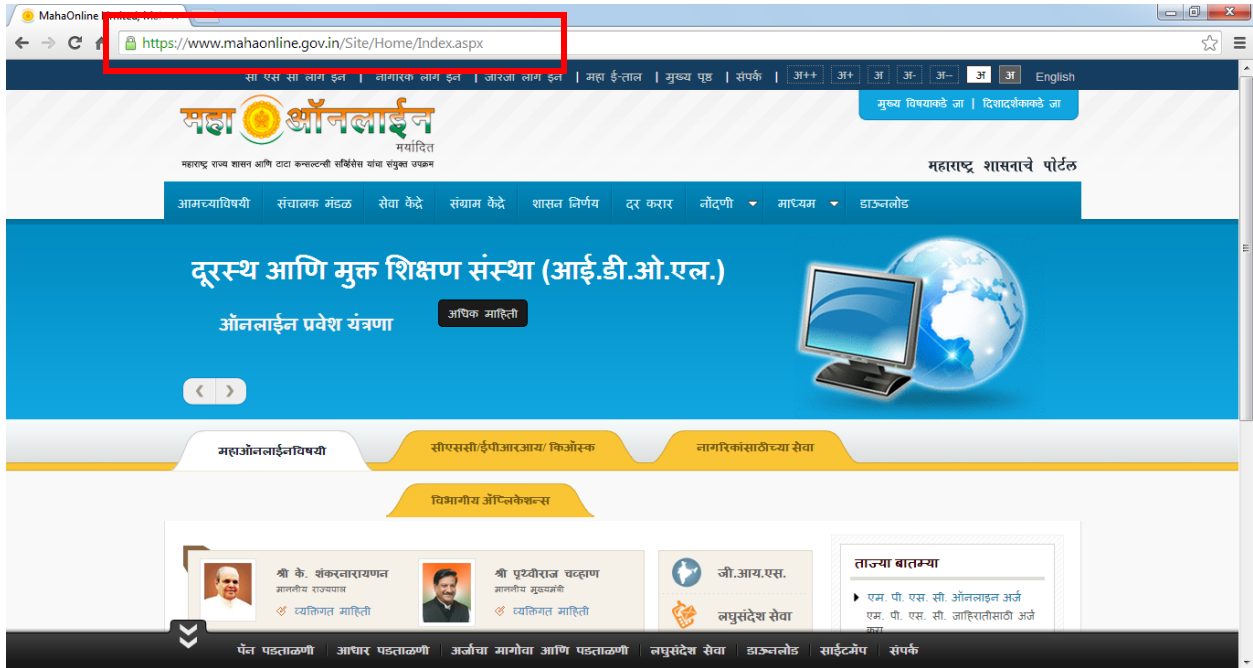 MahaOnline Limited, Mah
https://www.mahaonline.gov.in/Site/Home/Index.aspx
सी एस सी लॉग इन | नागरिक लॉग इन | जीरजी लॉग इन | महा ई-ताल | मुख्य पृष्ठ | संपर्क | अ++ अ+ अ अ- अ-- अ अ English
मुख्य विषयाकडे जा | दिशादर्शकाकडे जा
महा ऑनलाईन
मर्यादित
महाराष्ट्र राज्य शासन आणि टाटा कन्सल्टन्सी सर्व्हिसेस यांचा संयुक्त उपक्रम
महाराष्ट्र शासनाचे पोर्टल
आमच्याविषयी संचालक मंडळ सेवा केंद्रे संग्राम केंद्रे शासन निर्णय दर करार नोंदणी माध्यम डाऊनलोड
दूरस्थ आणि मुक्त शिक्षण संस्था (आई.डी.ओ.एल.)
ऑनलाईन प्रवेश यंत्रणा
अधिक माहिती
महाऑनलाईनविषयी
सीएससी/ईपीआरआय/ किऑस्क
नागरिकांसाठीच्या सेवा
विभागीय ॲप्लिकेशन्स
श्री के. शंकरनारायणन
माननीय राज्यपाल
व्यक्तिगत माहिती
श्री पृथ्वीराज चव्हाण
माननीय मुख्यमंत्री
व्यक्तिगत माहिती
जी.आय.एस.
लघुसंदेश सेवा
ताज्या बातम्या
एम. पी. एस. सी. ऑनलाइन अर्ज
एम. पी. एस. सी. जाहिरातीसाठी अर्ज
करा
पॅन पडताळणी आधार पडताळणी अर्जाचा मागोवा आणि पडताळणी लघुसंदेश सेवा डाऊनलोड साईटमॅप संपर्क